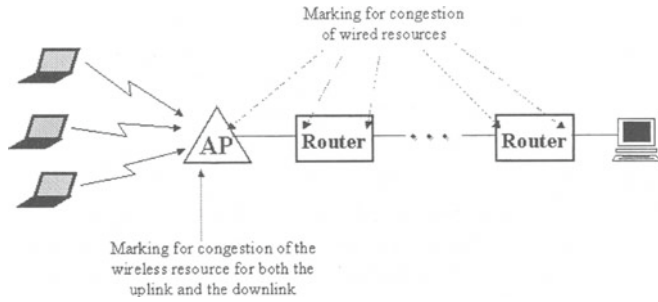 Marking for congestion
of wired resources
AP
Router
Router
Marking for congestion of the
wireless resource for both the
uplink and the downlink